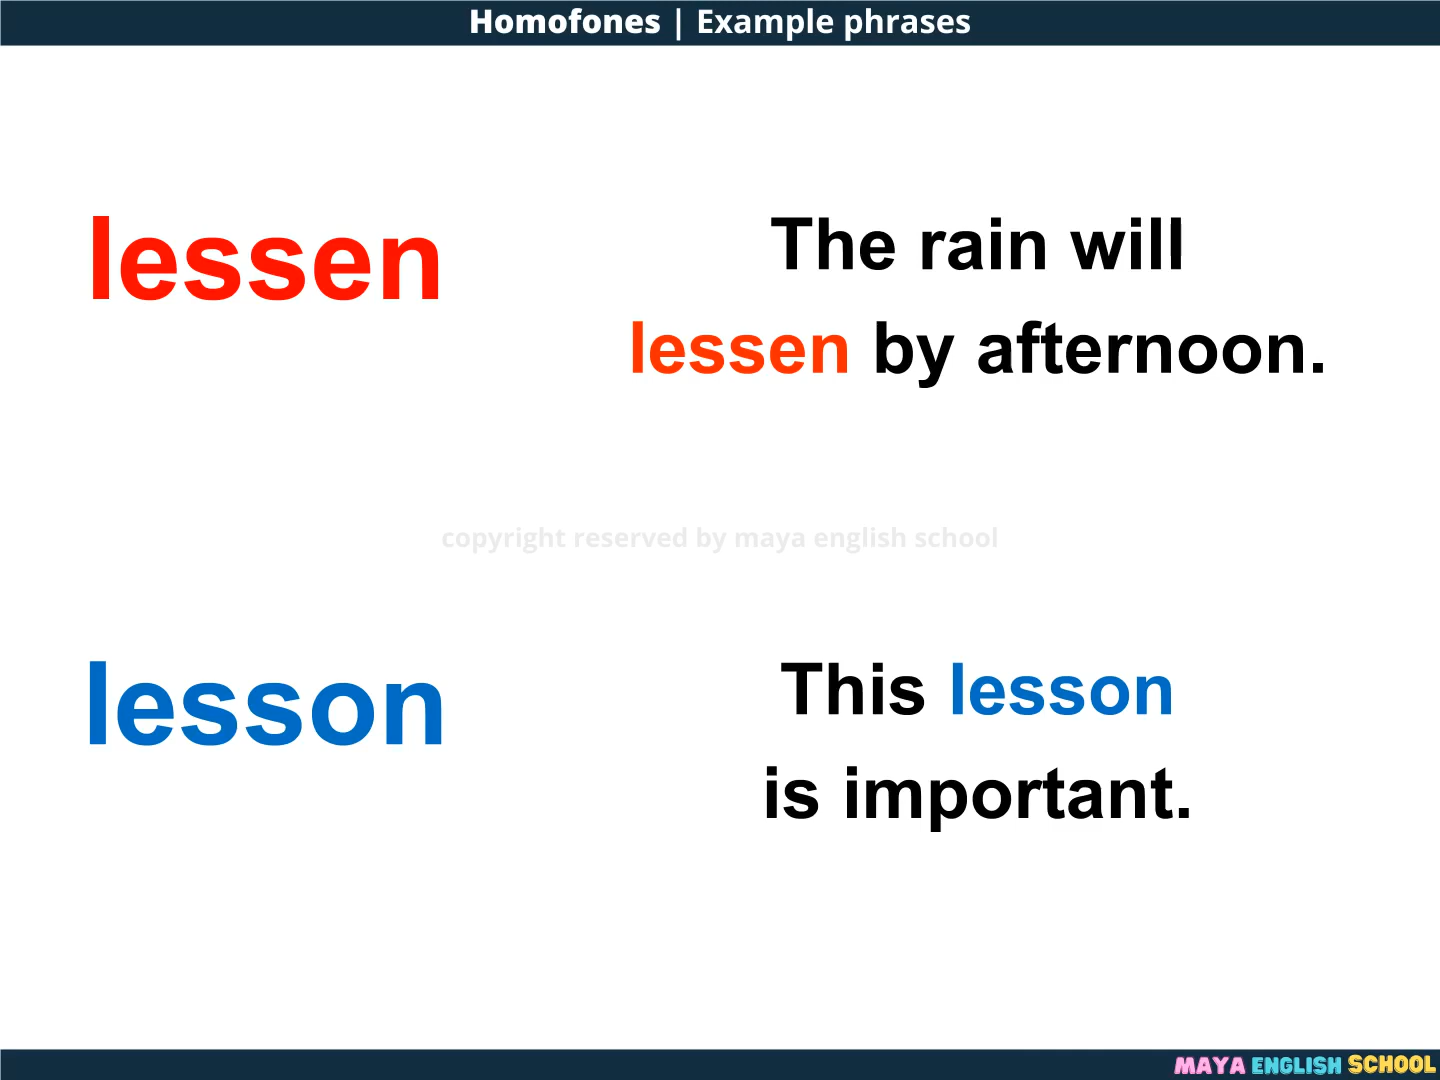 Homofones | Example phrases
lessen
The rain will
lessen by afternoon.
copyright reserved by maya english school
lesson
This lesson
is important.
MAYA ENGLISH SCHOOL